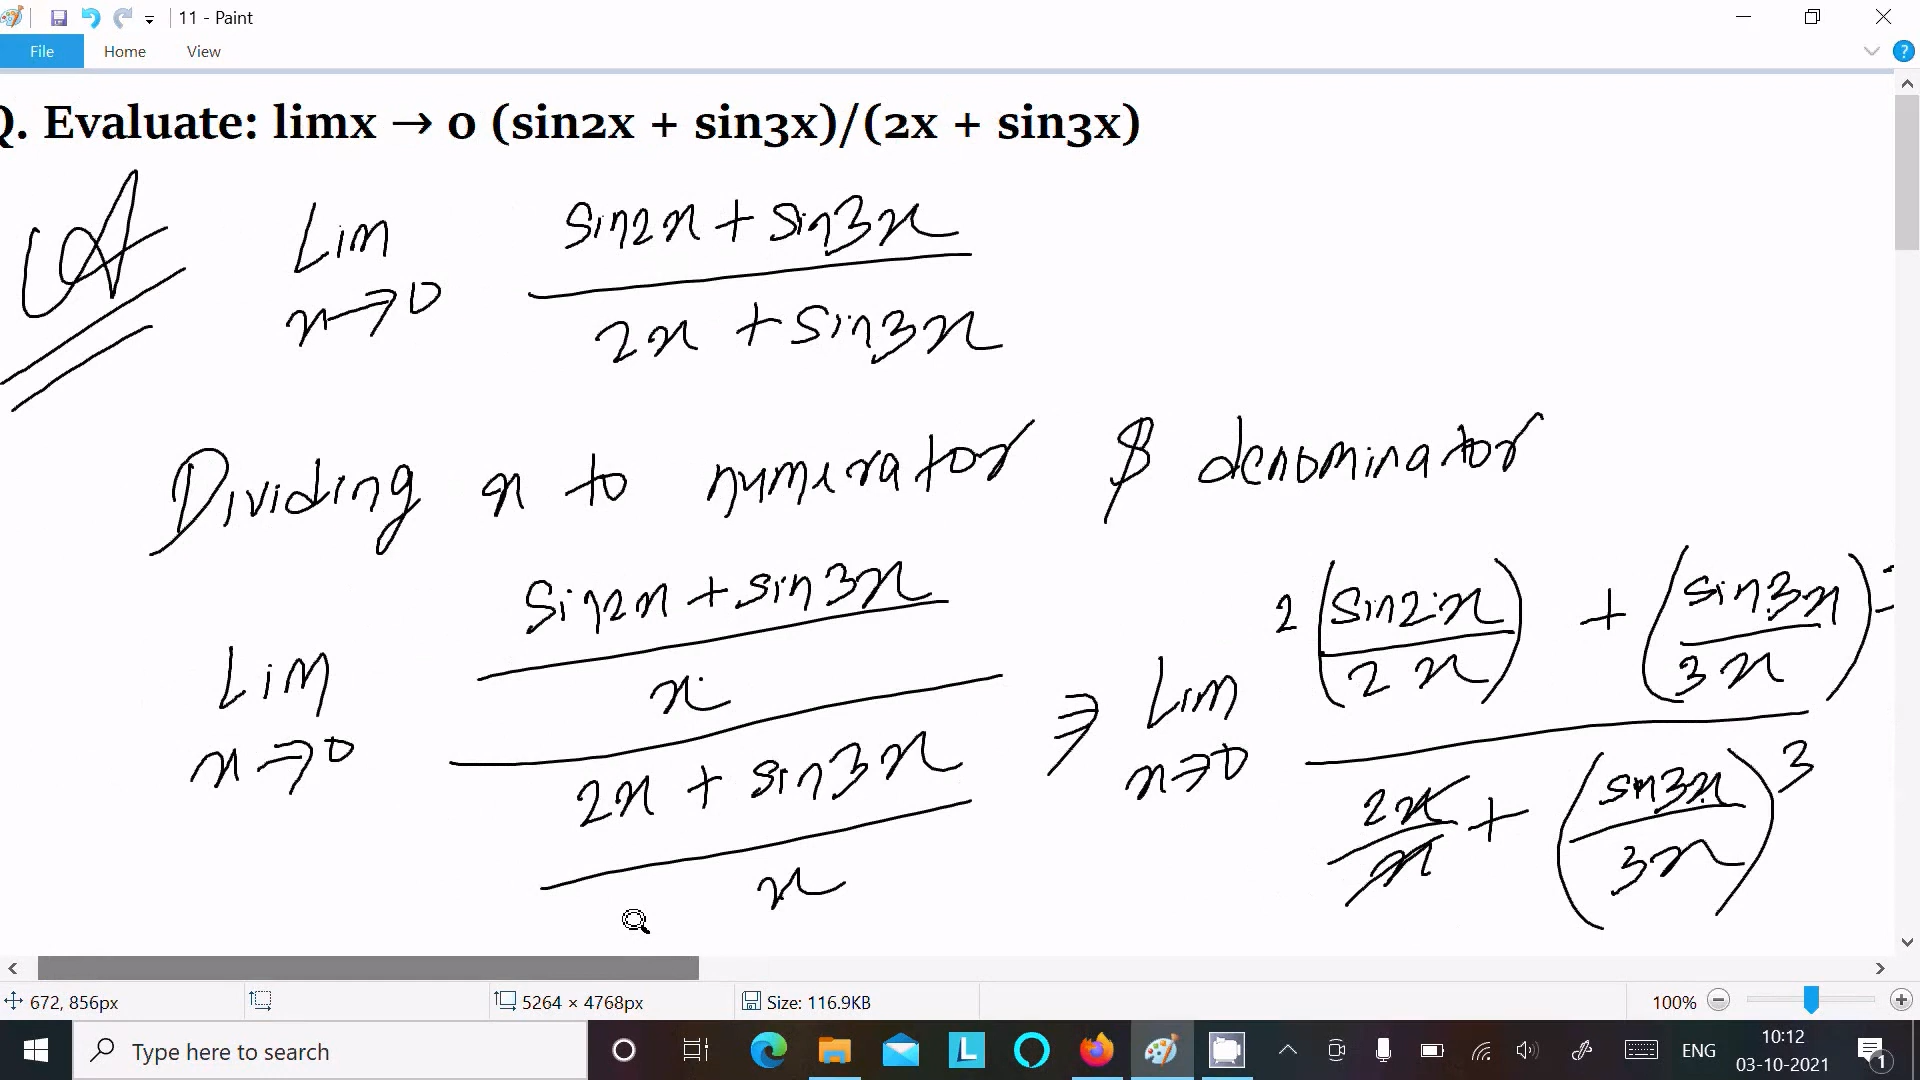 11 - Paint
File Home View
Q. Evaluate: limx → 0 (sin2x + sin3x)/(2x + sin3x)
Lim x→0 sin2x + sin3x
2x + sin3x
Dividing x to numerator & denominator
Lim x→0 sin2x + sin3x
x
2x + sin3x
x
⇒ Lim x→0 2 (sin2x / 2x) + (sin3x / 3x)
2x / x + (sin3x / 3x) 3
672, 856px 5264 × 4768px Size: 116.9KB 100%
Type here to search
L
ENG
10:12
03-10-2021
1